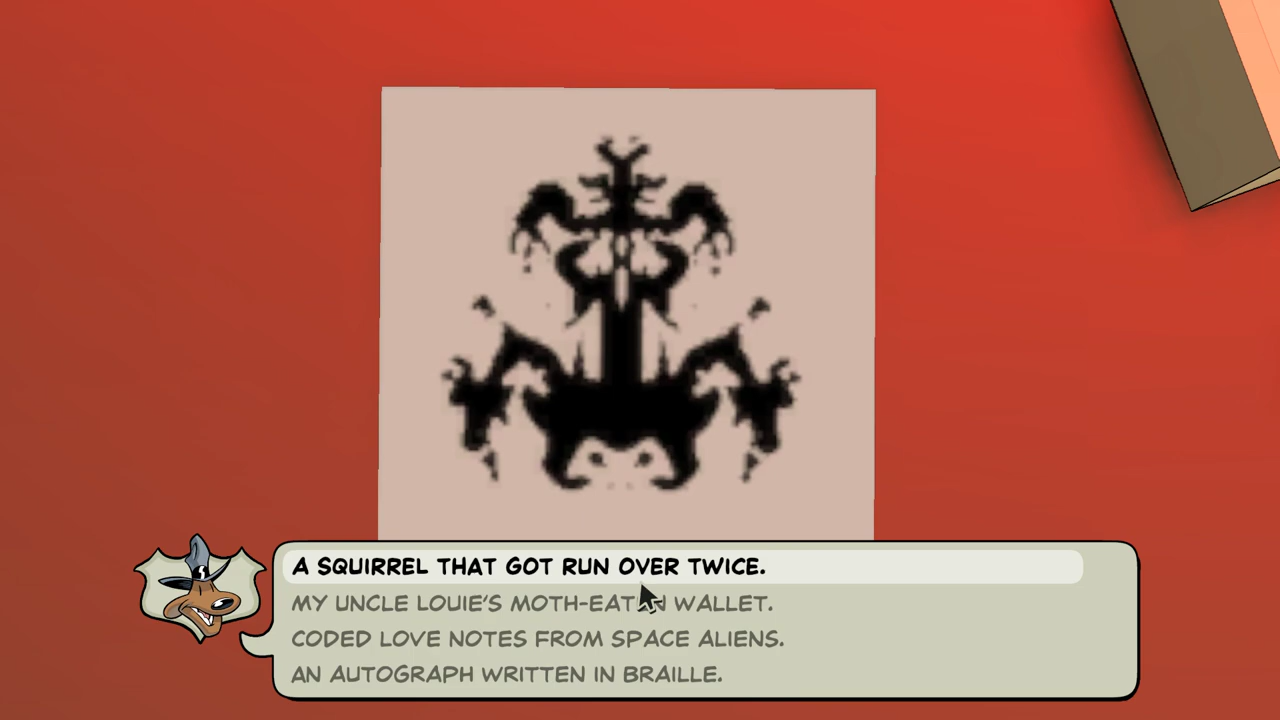 A SQUIRREL THAT GOT RUN OVER TWICE.
MY UNCLE LOUIE'S MOTH-EATEN WALLET.
CODED LOVE NOTES FROM SPACE ALIENS.
AN AUTOGRAPH WRITTEN IN BRAILLE.